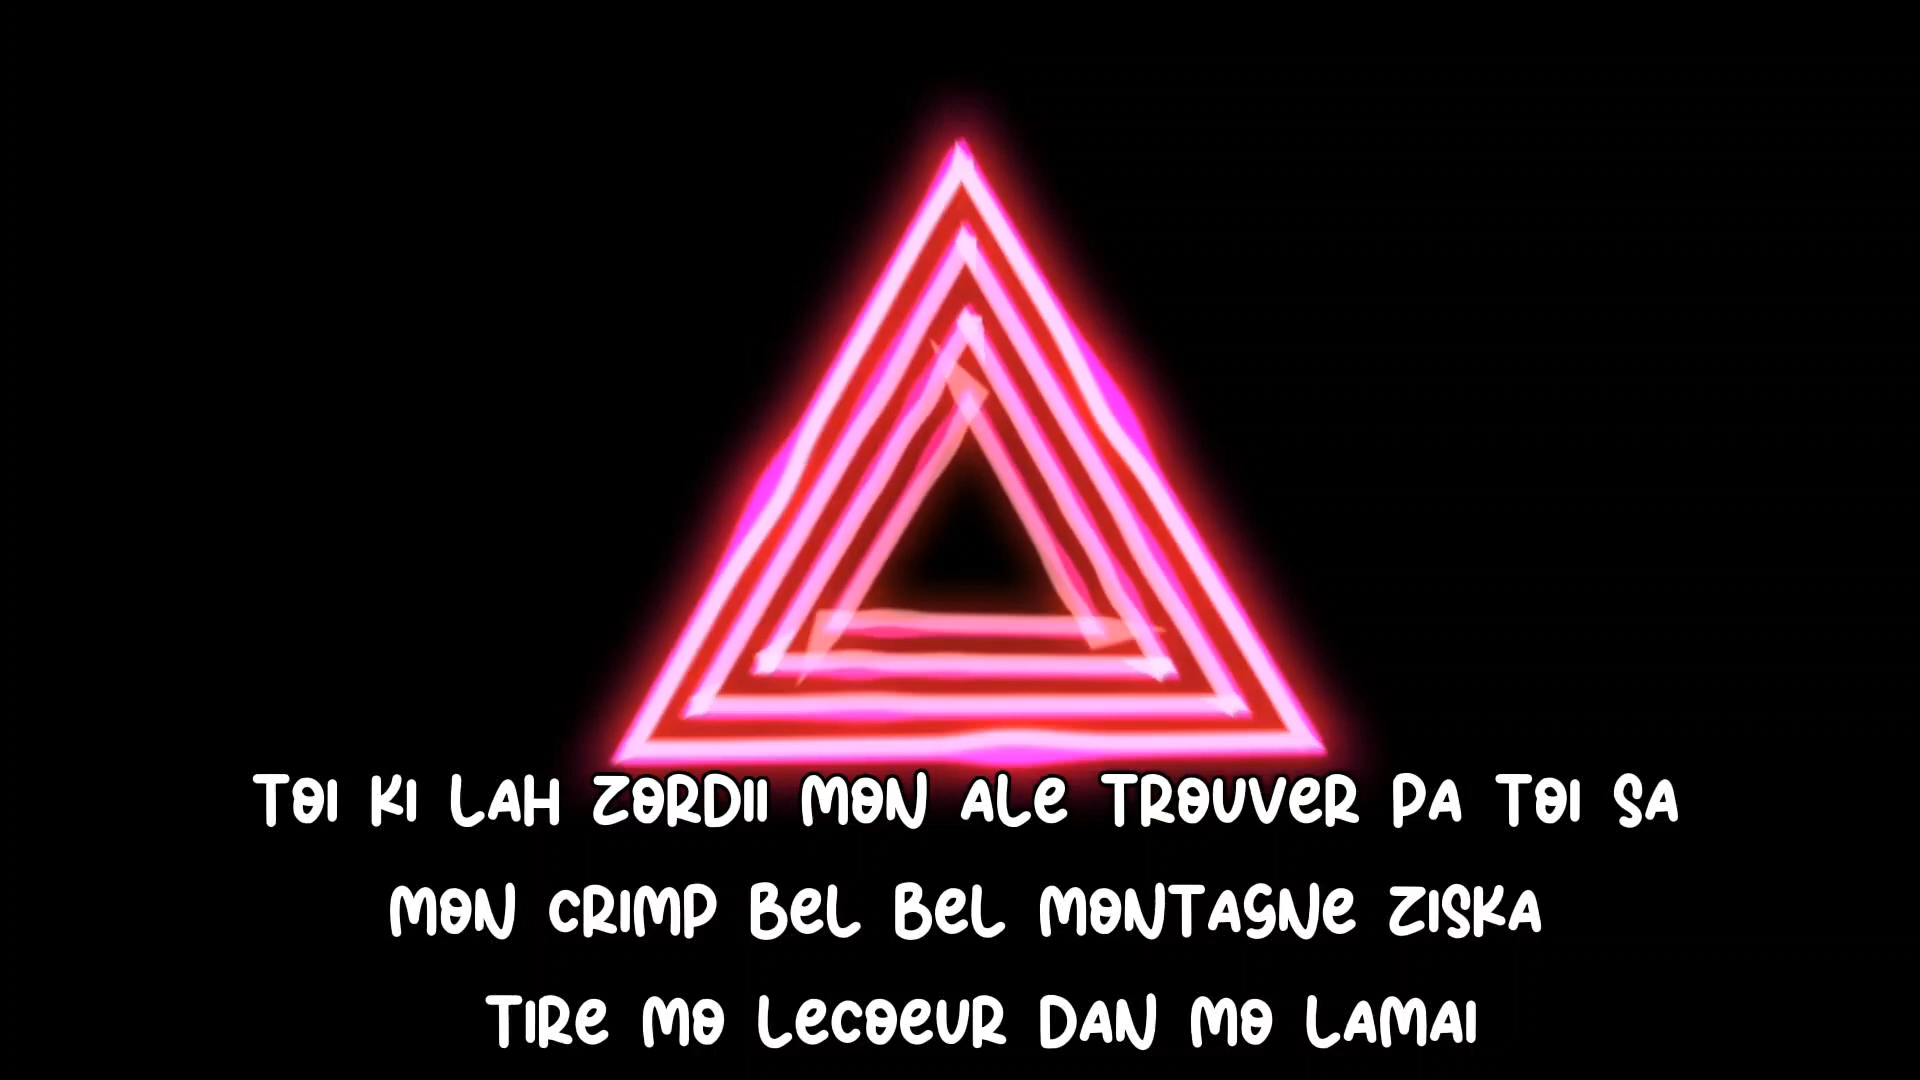 TOI KI LAH ZORDII MON ALE TROUVER PA TOI SA
MON CRIMP BEL BEL MONTAGNE ZISKA
TIRE MO LECOEUR DAN MO LAMAI